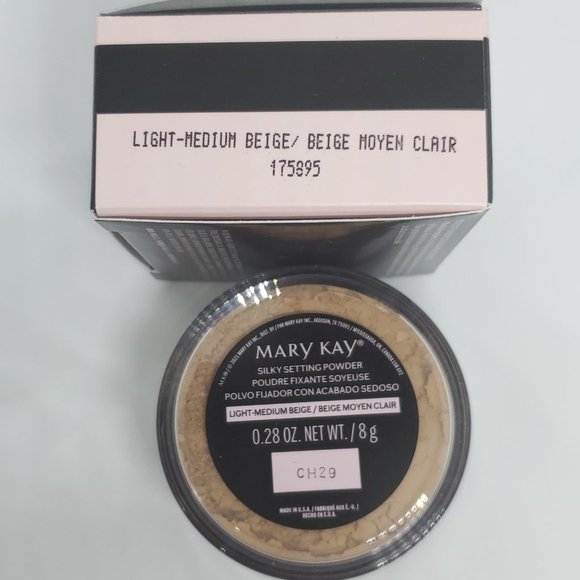 LIGHT-MEDIUM BEIGE/ BEIGE MOYEN CLAIR
175895
MARY KAY®
SILKY SETTING POWDER
POUDRE FIXANTE SOYEUSE
POLVO FIJADOR CON ACABADO SEDOSO
LIGHT-MEDIUM BEIGE / BEIGE MOYEN CLAIR
0.28 OZ. NET WT. / 8 g
CH29
MADE IN U.S.A. / FABRIQUÉ AUX É.-U. /
HECHO EN E.U.A.